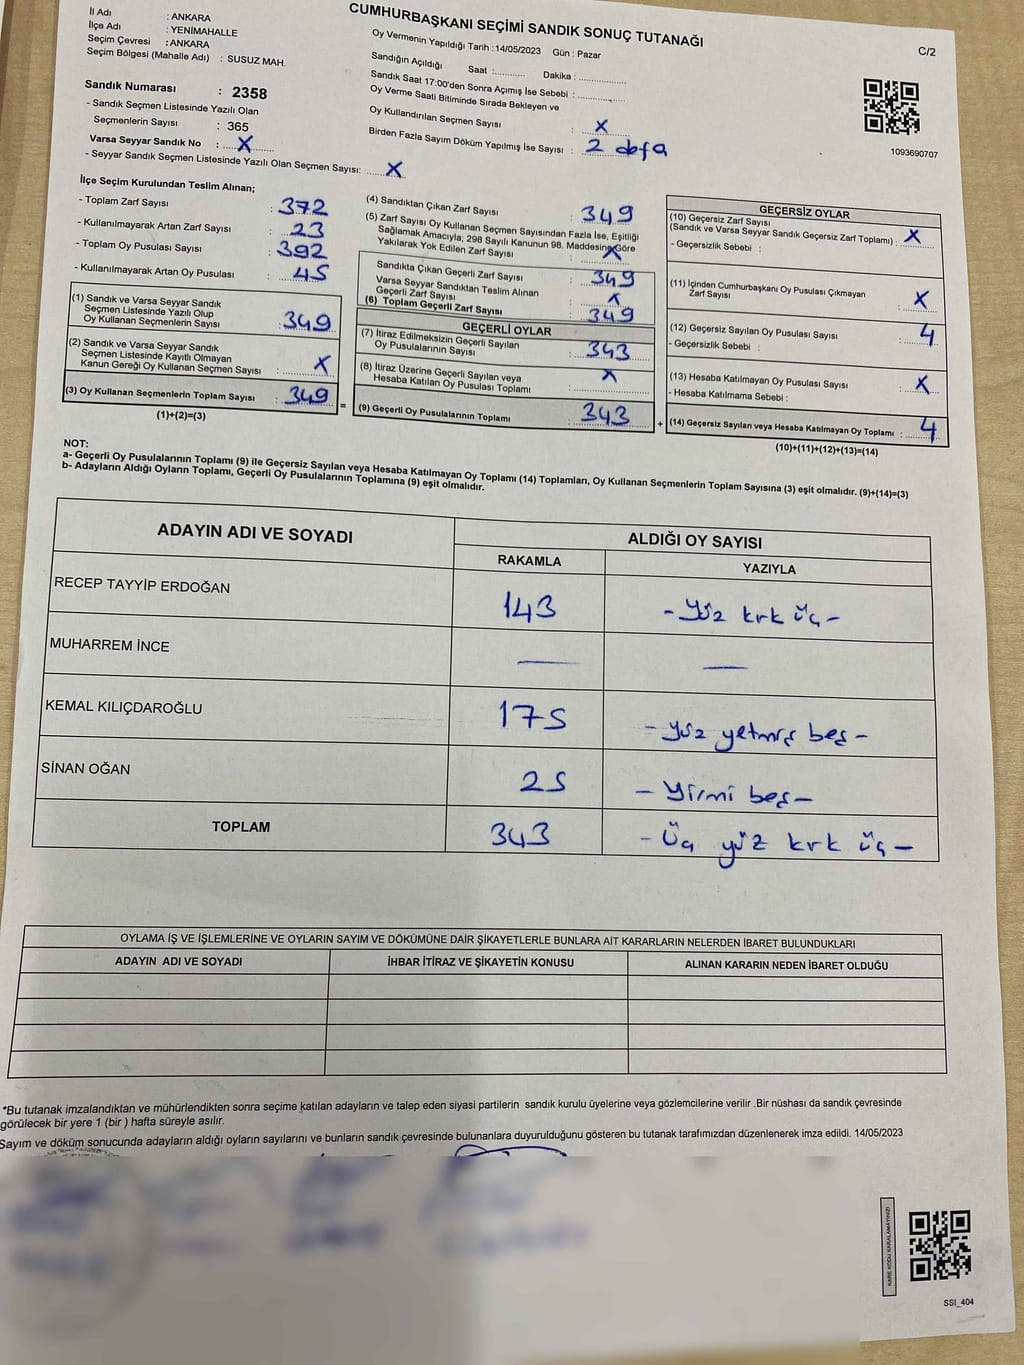 CUMHURBAŞKANI SEÇİMİ SANDIK SONUÇ TUTANAĞI
C/2
İl Adı : ANKARA
İlçe Adı : YENİMAHALLE
Seçim Çevresi : ANKARA
Seçim Bölgesi (Mahalle Adı) : SUSUZ MAH.
Oy Vermenin Yapıldığı Tarih : 14/05/2023 Gün : Pazar
Sandığın Açıldığı Saat :........... Dakika :...............
Sandık Saat 17:00'den Sonra Açımış İse Sebebi :...............
Oy Verme Saati Bitiminde Sırada Bekleyen ve
Oy Kullandırılan Seçmen Sayısı : X
Birden Fazla Sayım Döküm Yapılmış İse Sayısı : 2 defa
1093690707
Sandık Numarası : 2358
- Sandık Seçmen Listesinde Yazılı Olan
Seçmenlerin Sayısı : 365
Varsa Seyyar Sandık No : X
- Seyyar Sandık Seçmen Listesinde Yazılı Olan Seçmen Sayısı: X
İlçe Seçim Kurulundan Teslim Alınan;
- Toplam Zarf Sayısı : 372
- Kullanılmayarak Artan Zarf Sayısı : 23
- Toplam Oy Pusulası Sayısı : 392
- Kullanılmayarak Artan Oy Pusulası : 45
(1) Sandık ve Varsa Seyyar Sandık
Seçmen Listesinde Yazılı Olup
Oy Kullanan Seçmenlerin Sayısı : 349
(2) Sandık ve Varsa Seyyar Sandık
Seçmen Listesinde Kayıtlı Olmayan
Kanun Gereği Oy Kullanan Seçmen Sayısı : X
(3) Oy Kullanan Seçmenlerin Toplam Sayısı : 349
(1)+(2)=(3)
=
(4) Sandıktan Çıkan Zarf Sayısı : 349
(5) Zarf Sayısı Oy Kullanan Seçmen Sayısından Fazla İse, Eşitliği
Sağlamak Amacıyla; 298 Sayılı Kanunun 98. Maddesine Göre
Yakılarak Yok Edilen Zarf Sayısı : X
Sandıkta Çıkan Geçerli Zarf Sayısı : 349
Varsa Seyyar Sandıktan Teslim Alınan
Geçerli Zarf Sayısı : X
(6) Toplam Geçerli Zarf Sayısı : 349
GEÇERLİ OYLAR
(7) İtiraz Edilmeksizin Geçerli Sayılan
Oy Pusulalarının Sayısı : 343
(8) İtiraz Üzerine Geçerli Sayılan veya
Hesaba Katılan Oy Pusulası Toplamı : X
(9) Geçerli Oy Pusulalarının Toplamı : 343
+
GEÇERSİZ OYLAR
(10) Geçersiz Zarf Sayısı
(Sandık ve Varsa Seyyar Sandık Geçersiz Zarf Toplamı) : X
- Geçersizlik Sebebi :
(11) İçinden Cumhurbaşkanı Oy Pusulası Çıkmayan
Zarf Sayısı : X
(12) Geçersiz Sayılan Oy Pusulası Sayısı : 4
- Geçersizlik Sebebi :
(13) Hesaba Katılmayan Oy Pusulası Sayısı : X
- Hesaba Katılmama Sebebi :
(14) Geçersiz Sayılan veya Hesaba Katılmayan Oy Toplamı : 4
(10)+(11)+(12)+(13)=(14)
NOT:
a- Geçerli Oy Pusulalarının Toplamı (9) ile Geçersiz Sayılan veya Hesaba Katılmayan Oy Toplamı (14) Toplamları, Oy Kullanan Seçmenlerin Toplam Sayısına (3) eşit olmalıdır. (9)+(14)=(3)
b- Adayların Aldığı Oyların Toplamı, Geçerli Oy Pusulalarının Toplamına (9) eşit olmalıdır.
ADAYIN ADI VE SOYADI ALDIĞI OY SAYISI
RAKAMLA YAZIYLA
RECEP TAYYİP ERDOĞAN 143 - Yüz kırk üç -
MUHARREM İNCE — —
KEMAL KILIÇDAROĞLU 175 - yüz yetmiş beş -
SİNAN OĞAN 25 - Yirmi beş -
TOPLAM 343 - Üç yüz kırk üç -
OYLAMA İŞ VE İŞLEMLERİNE VE OYLARIN SAYIM VE DÖKÜMÜNE DAİR ŞİKAYETLERLE BUNLARA AİT KARARLARIN NELERDEN İBARET BULUNDUKLARI
ADAYIN ADI VE SOYADI İHBAR İTİRAZ VE ŞİKAYETİN KONUSU ALINAN KARARIN NEDEN İBARET OLDUĞU
*Bu tutanak imzalandıktan ve mühürlendikten sonra seçime katılan adayların ve talep eden siyasi partilerin sandık kurulu üyelerine veya gözlemcilerine verilir .Bir nüshası da sandık çevresinde
görülecek bir yere 1 (bir ) hafta süreyle asılır.
Sayım ve döküm sonucunda adayların aldığı oyların sayılarını ve bunların sandık çevresinde bulunanlara duyurulduğunu gösteren bu tutanak tarafımızdan düzenlenerek imza edildi. 14/05/2023
KARE KODU KARALAMAYINIZ!
SSI_404